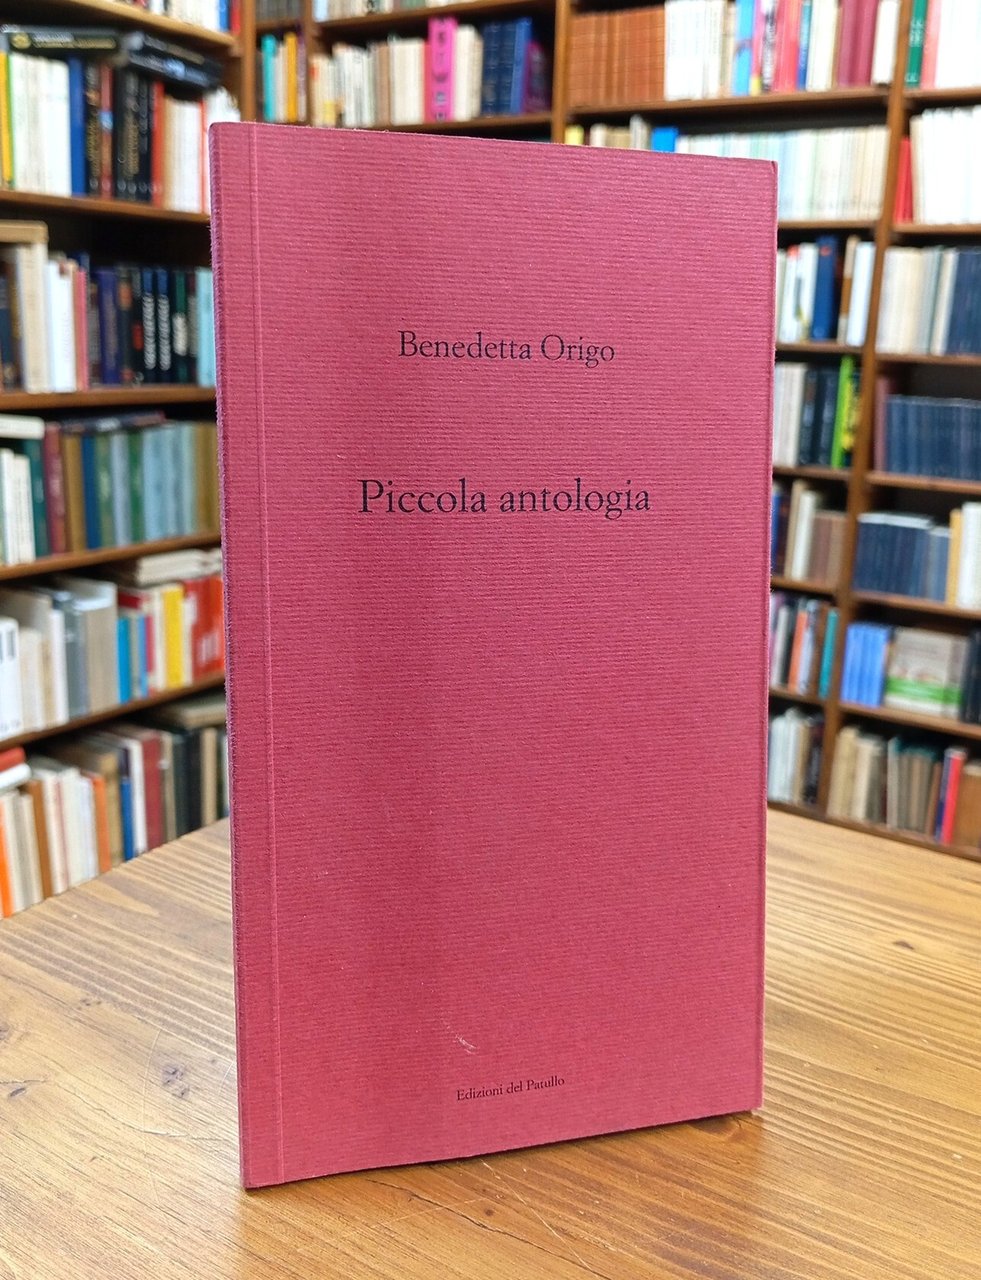 Benedetta Origo
Piccola antologia
Edizioni del Patullo